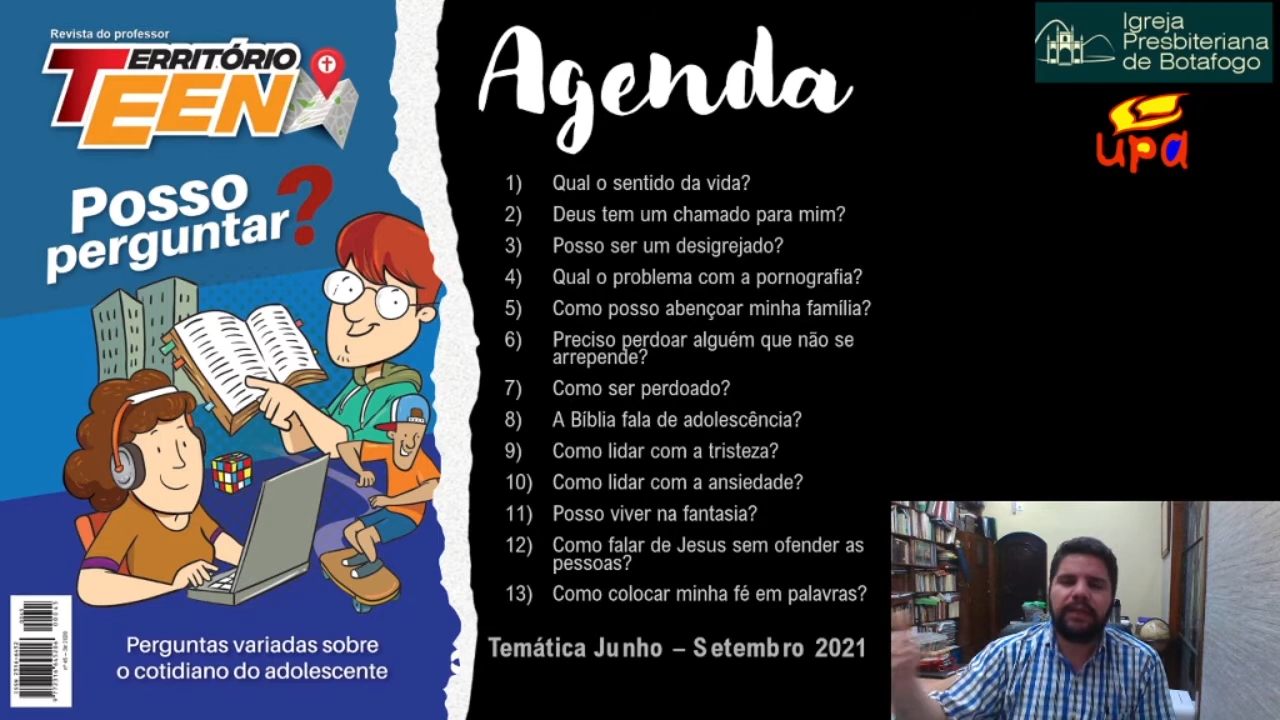 Revista do professor
TERRITÓRIO
TEEN
Posso
perguntar?
Perguntas variadas sobre
o cotidiano do adolescente
Agenda
1) Qual o sentido da vida?
2) Deus tem um chamado para mim?
3) Posso ser um desigrejado?
4) Qual o problema com a pornografia?
5) Como posso abençoar minha família?
6) Preciso perdoar alguém que não se
arrepende?
7) Como ser perdoado?
8) A Bíblia fala de adolescência?
9) Como lidar com a tristeza?
10) Como lidar com a ansiedade?
11) Posso viver na fantasia?
12) Como falar de Jesus sem ofender as
pessoas?
13) Como colocar minha fé em palavras?
Temática Junho – Setembro 2021
Igreja
Presbiteriana
de Botafogo
upa